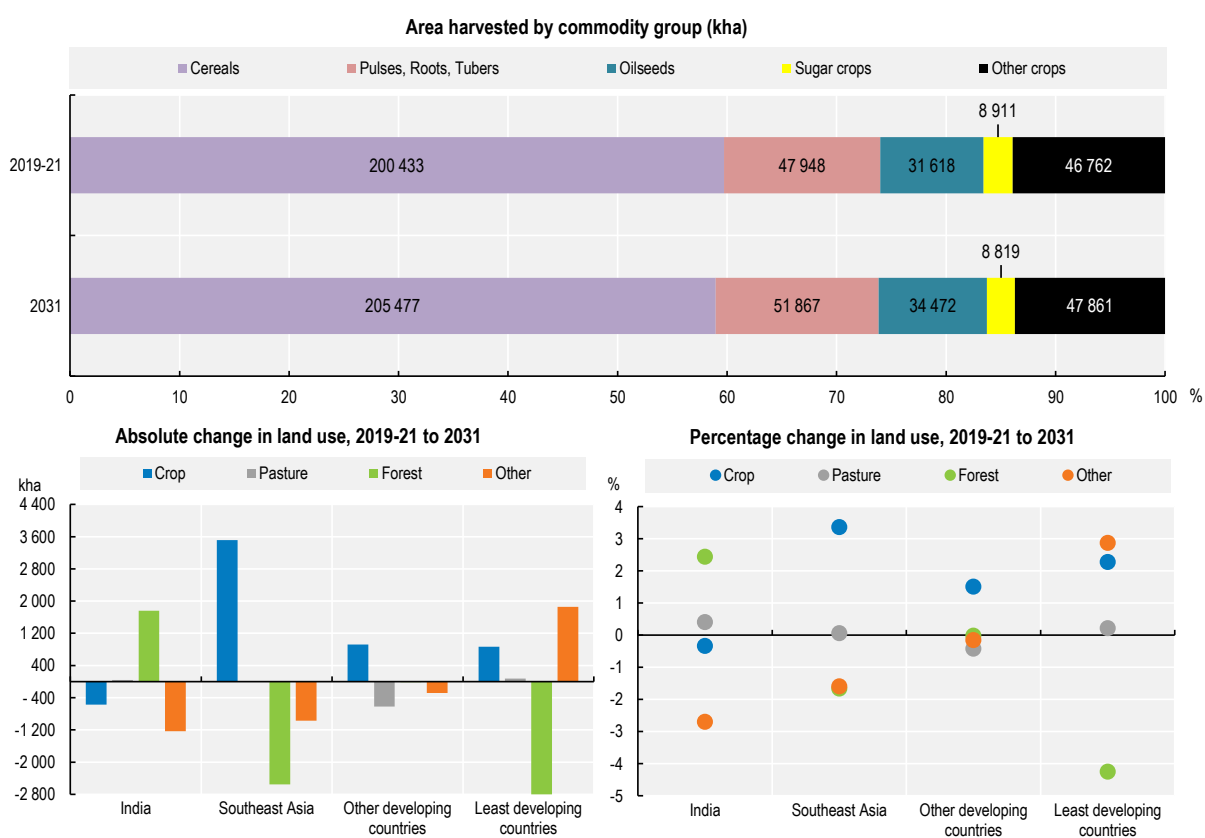 Area harvested by commodity group (kha)
Cereals Pulses, Roots, Tubers Oilseeds Sugar crops Other crops
8 911
2019-21 200 433 47 948 31 618 46 762
8 819
2031 205 477 51 867 34 472 47 861
0 10 20 30 40 50 60 70 80 90 100 %
Absolute change in land use, 2019-21 to 2031
Crop Pasture Forest Other
kha
4 400
3 600
2 800
2 000
1 200
400
- 400
-1 200
-2 000
-2 800
India Southeast Asia Other developing countries Least developing countries
Percentage change in land use, 2019-21 to 2031
Crop Pasture Forest Other
%
4
3
2
1
0
-1
-2
-3
-4
-5
India Southeast Asia Other developing countries Least developing countries